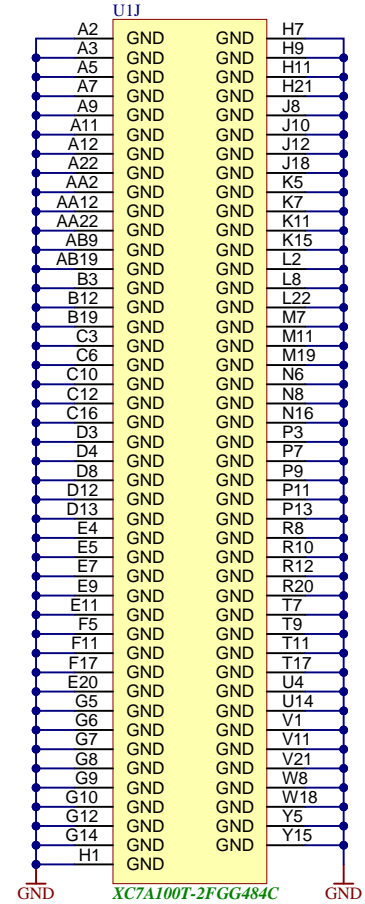 U1J
A2 GND GND H7
A3 GND GND H9
A5 GND GND H11
A7 GND GND H21
A9 GND GND J8
A11 GND GND J10
A12 GND GND J12
A22 GND GND J18
AA2 GND GND K5
AA12 GND GND K7
AA22 GND GND K11
AB9 GND GND K15
AB19 GND GND L2
B3 GND GND L8
B12 GND GND L22
B19 GND GND M7
C3 GND GND M11
C6 GND GND M19
C10 GND GND N6
C12 GND GND N8
C16 GND GND N16
D3 GND GND P3
D4 GND GND P7
D8 GND GND P9
D12 GND GND P11
D13 GND GND P13
E4 GND GND R8
E5 GND GND R10
E7 GND GND R12
E9 GND GND R20
E11 GND GND T7
F5 GND GND T9
F11 GND GND T11
F17 GND GND T17
E20 GND GND U4
G5 GND GND U14
G6 GND GND V1
G7 GND GND V11
G8 GND GND V21
G9 GND GND W8
G10 GND GND W18
G12 GND GND Y5
G14 GND GND Y15
H1 GND
GND XC7A100T-2FGG484C GND